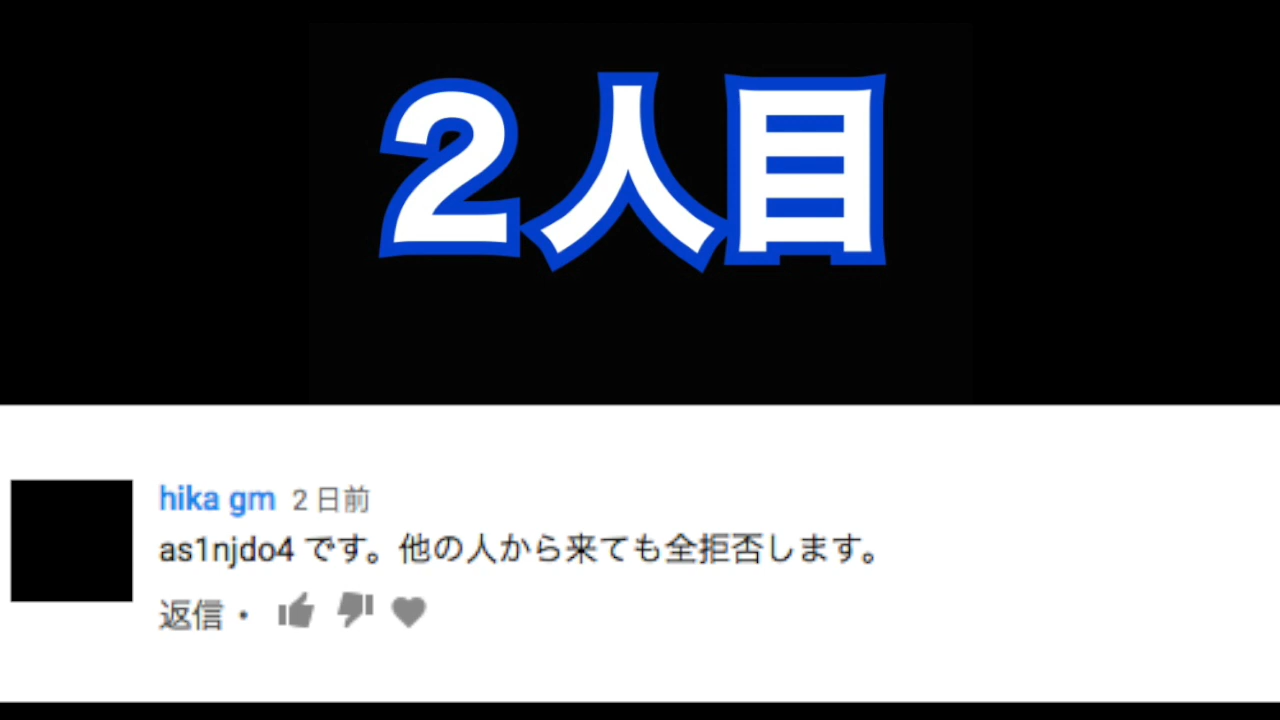 2人目
hika gm 2 日前
as1njdo4 です。他の人から来ても全拒否します。
返信・